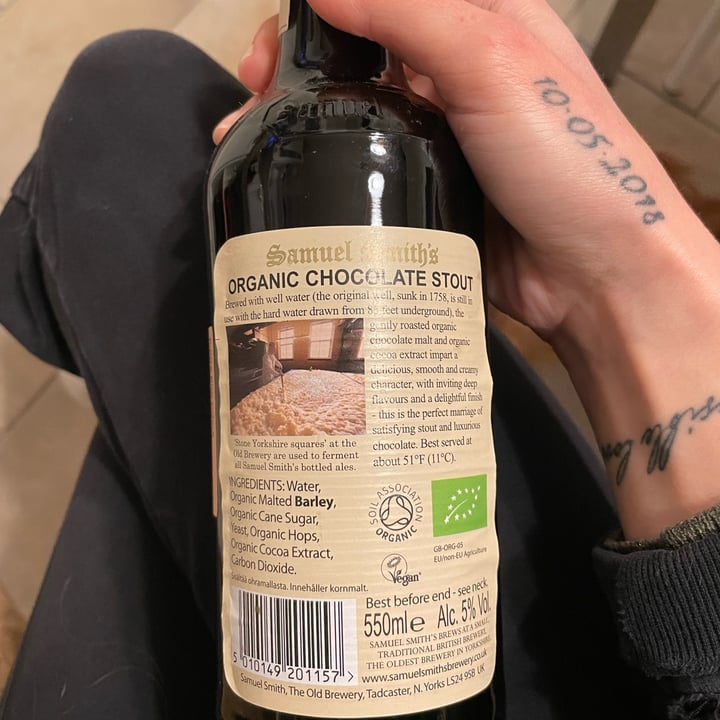 Samuel Smith's
ORGANIC CHOCOLATE STOUT
Brewed with well water (the original well, sunk in 1758, is still in
use with the hard water drawn from 85 feet underground), the
gently roasted organic
chocolate malt and organic
cocoa extract impart a
delicious, smooth and creamy
character, with inviting deep
flavours and a delightful finish
- this is the perfect marriage of
satisfying stout and luxurious
chocolate. Best served at
about 51°F (11°C).
'Stone Yorkshire squares' at the
Old Brewery are used to ferment
all Samuel Smith's bottled ales.
INGREDIENTS: Water,
Organic Malted Barley,
Organic Cane Sugar,
Yeast, Organic Hops,
Organic Cocoa Extract,
Carbon Dioxide.
Sisältää ohramallasta. Innehåller kornmalt.
SOIL ASSOCIATION
ORGANIC
GB-ORG-05
EU/non-EU Agriculture
Vegan
Best before end - see neck.
550ml e Alc. 5% Vol.
SAMUEL SMITH'S BREWS AT A SMALL,
TRADITIONAL BRITISH BREWERY,
THE OLDEST BREWERY IN YORKSHIRE.
www.samuelsmithsbrewery.co.uk
5 010149 201157 >
Samuel Smith, The Old Brewery, Tadcaster, N. Yorks LS24 9SB UK
10·05·2018